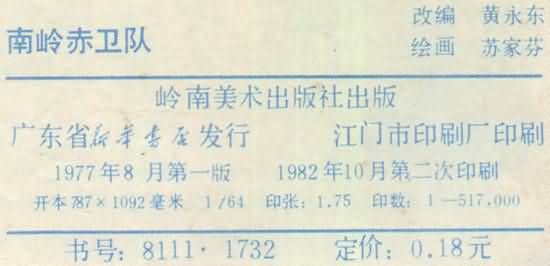 南岭赤卫队
改编 黄永东
绘画 苏家芬
岭南美术出版社出版
广东省新华书店发行 江门市印刷厂印刷
1977年8月第一版 1982年10月第二次印刷
开本787×1092毫米 1/64 印张：1.75 印数：1—517,000
书号：8111·1732 定价：0.18元